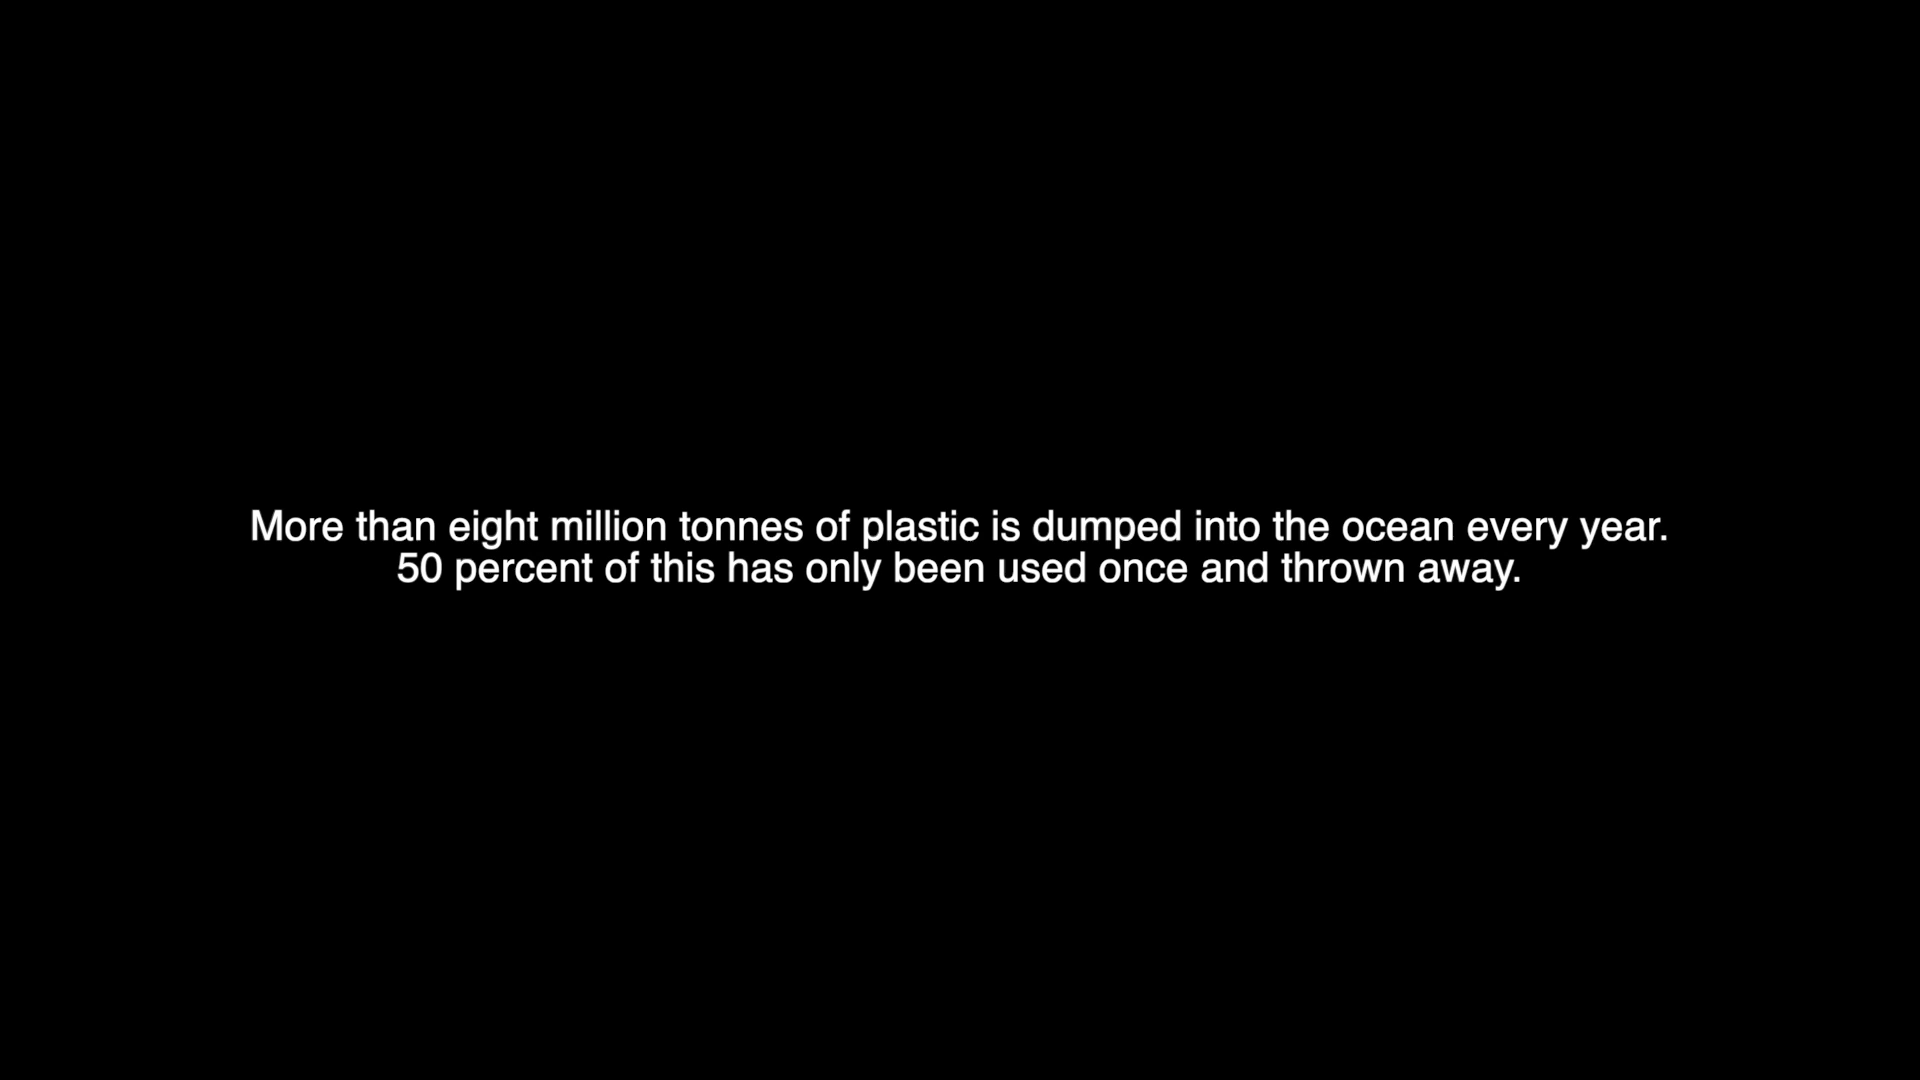 More than eight million tonnes of plastic is dumped into the ocean every year.
50 percent of this has only been used once and thrown away.